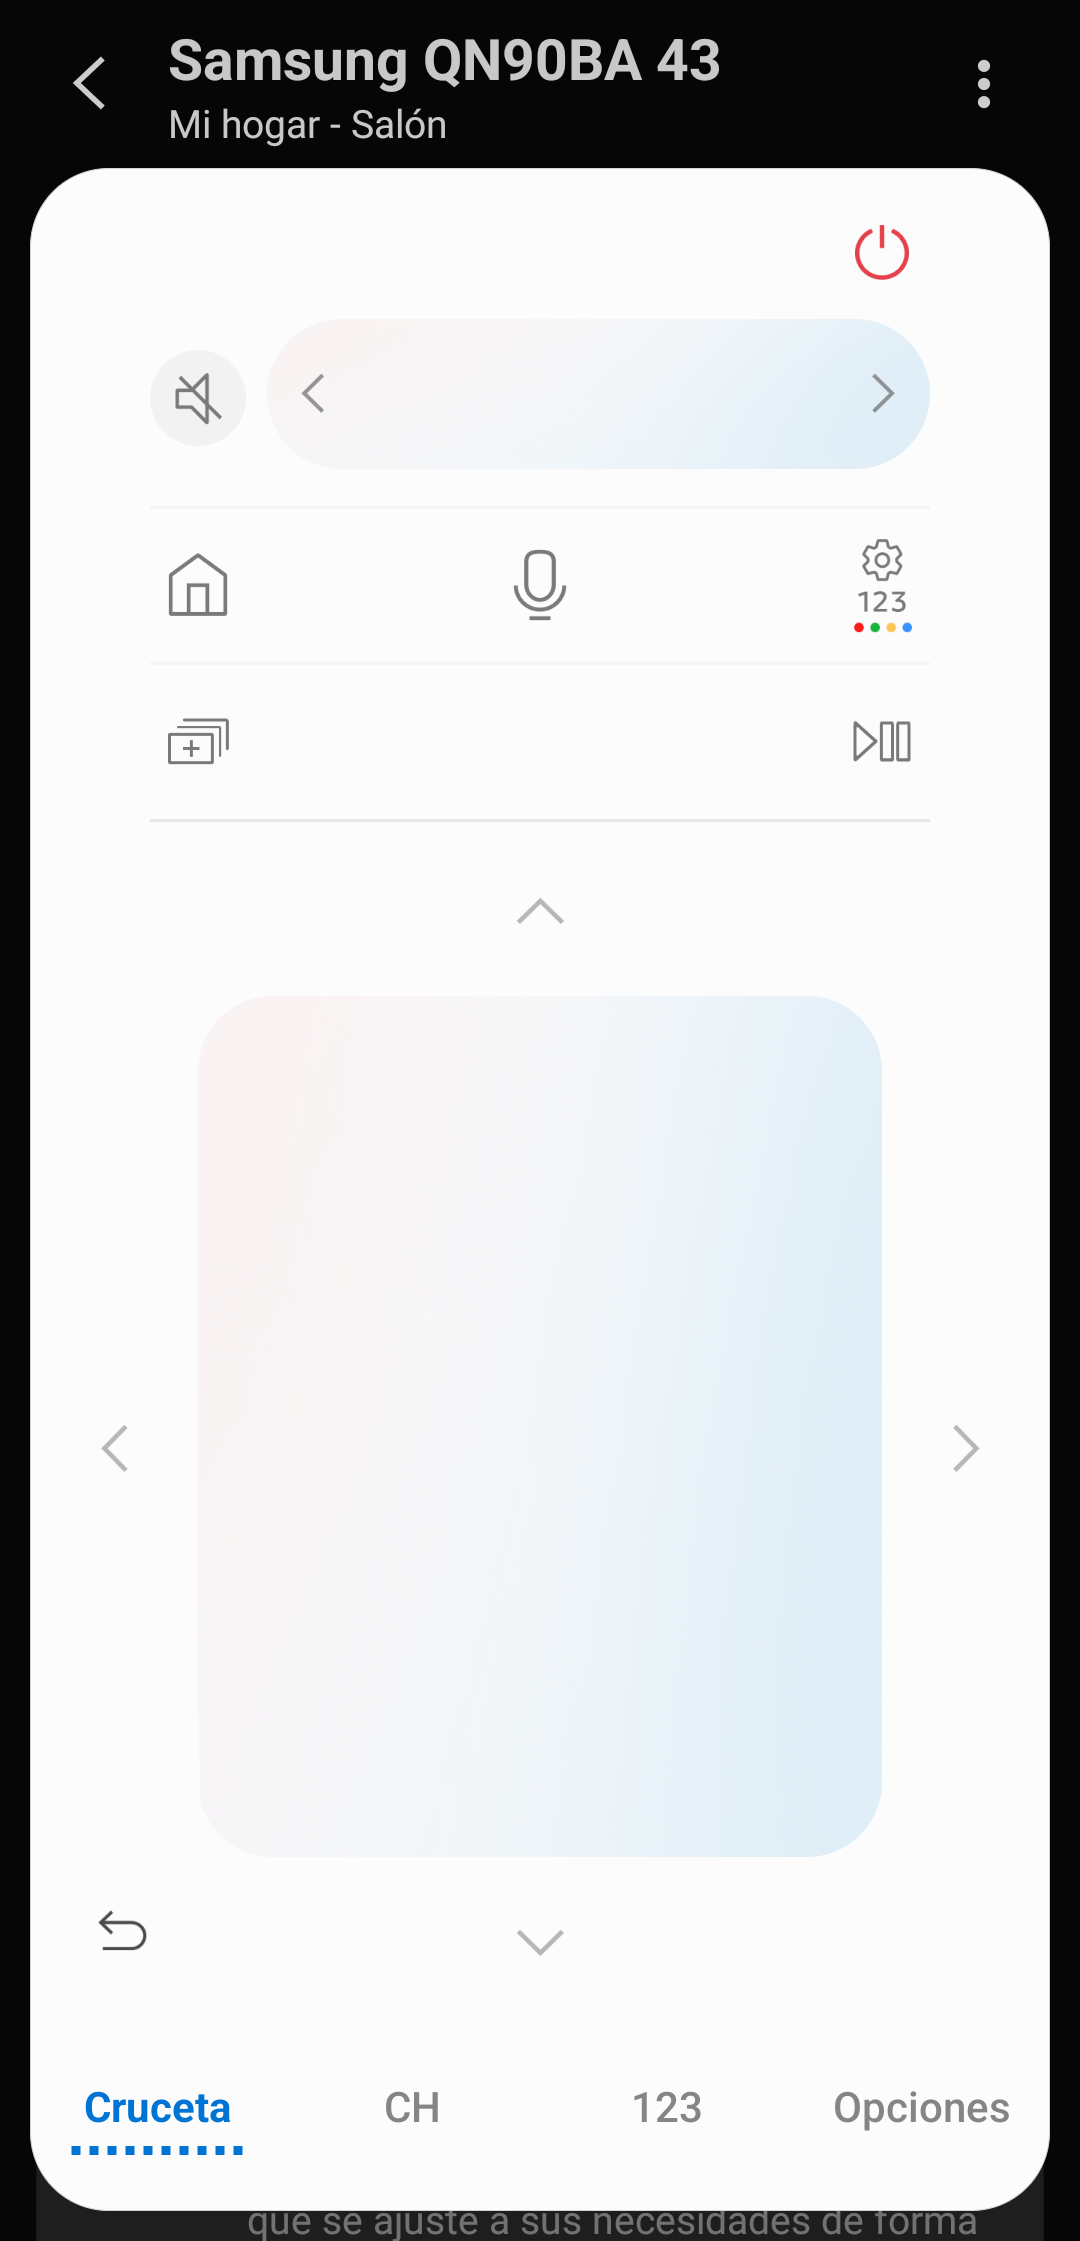 Samsung QN90BA 43
Mi hogar - Salón
123
Cruceta
CH
123
Opciones
que se ajuste a sus necesidades de forma